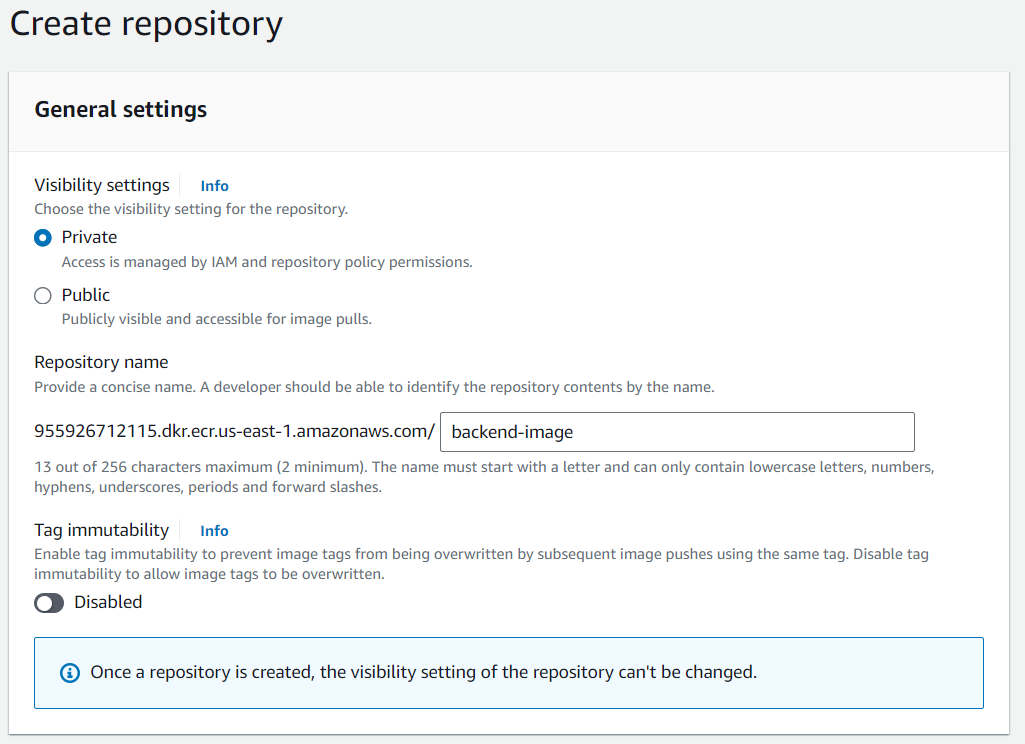 Create repository
General settings
Visibility settings Info
Choose the visibility setting for the repository.
Private
Access is managed by IAM and repository policy permissions.
Public
Publicly visible and accessible for image pulls.
Repository name
Provide a concise name. A developer should be able to identify the repository contents by the name.
955926712115.dkr.ecr.us-east-1.amazonaws.com/ backend-image
13 out of 256 characters maximum (2 minimum). The name must start with a letter and can only contain lowercase letters, numbers,
hyphens, underscores, periods and forward slashes.
Tag immutability Info
Enable tag immutability to prevent image tags from being overwritten by subsequent image pushes using the same tag. Disable tag
immutability to allow image tags to be overwritten.
Disabled
Once a repository is created, the visibility setting of the repository can't be changed.